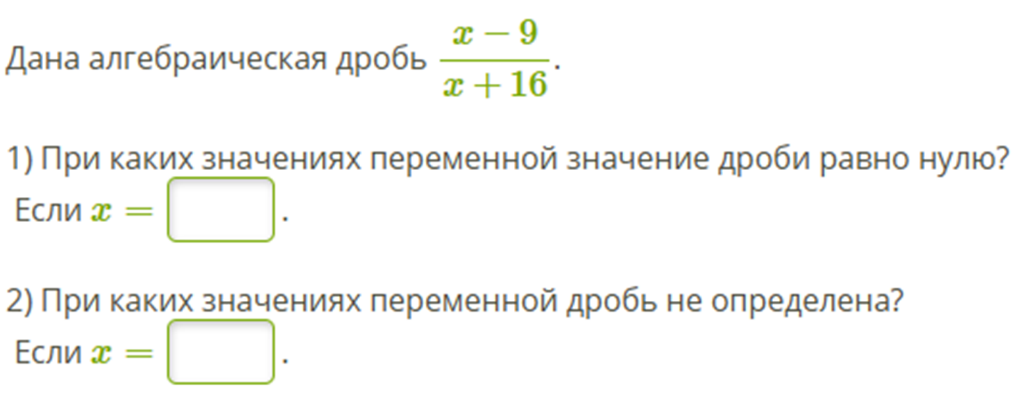 Дана алгебраическая дробь (x − 9)/(x + 16).
1) При каких значениях переменной значение дроби равно нулю?
Если x = .
2) При каких значениях переменной дробь не определена?
Если x = .